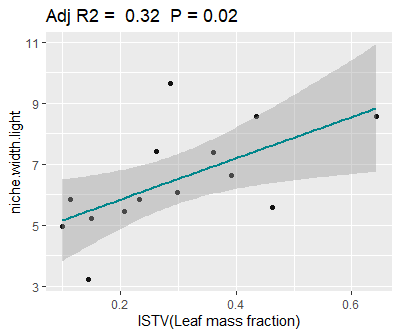 Adj R2 =  0.32  P = 0.02
niche.width.light
11
9
7
5
3
0.2 0.4 0.6
ISTV(Leaf mass fraction)